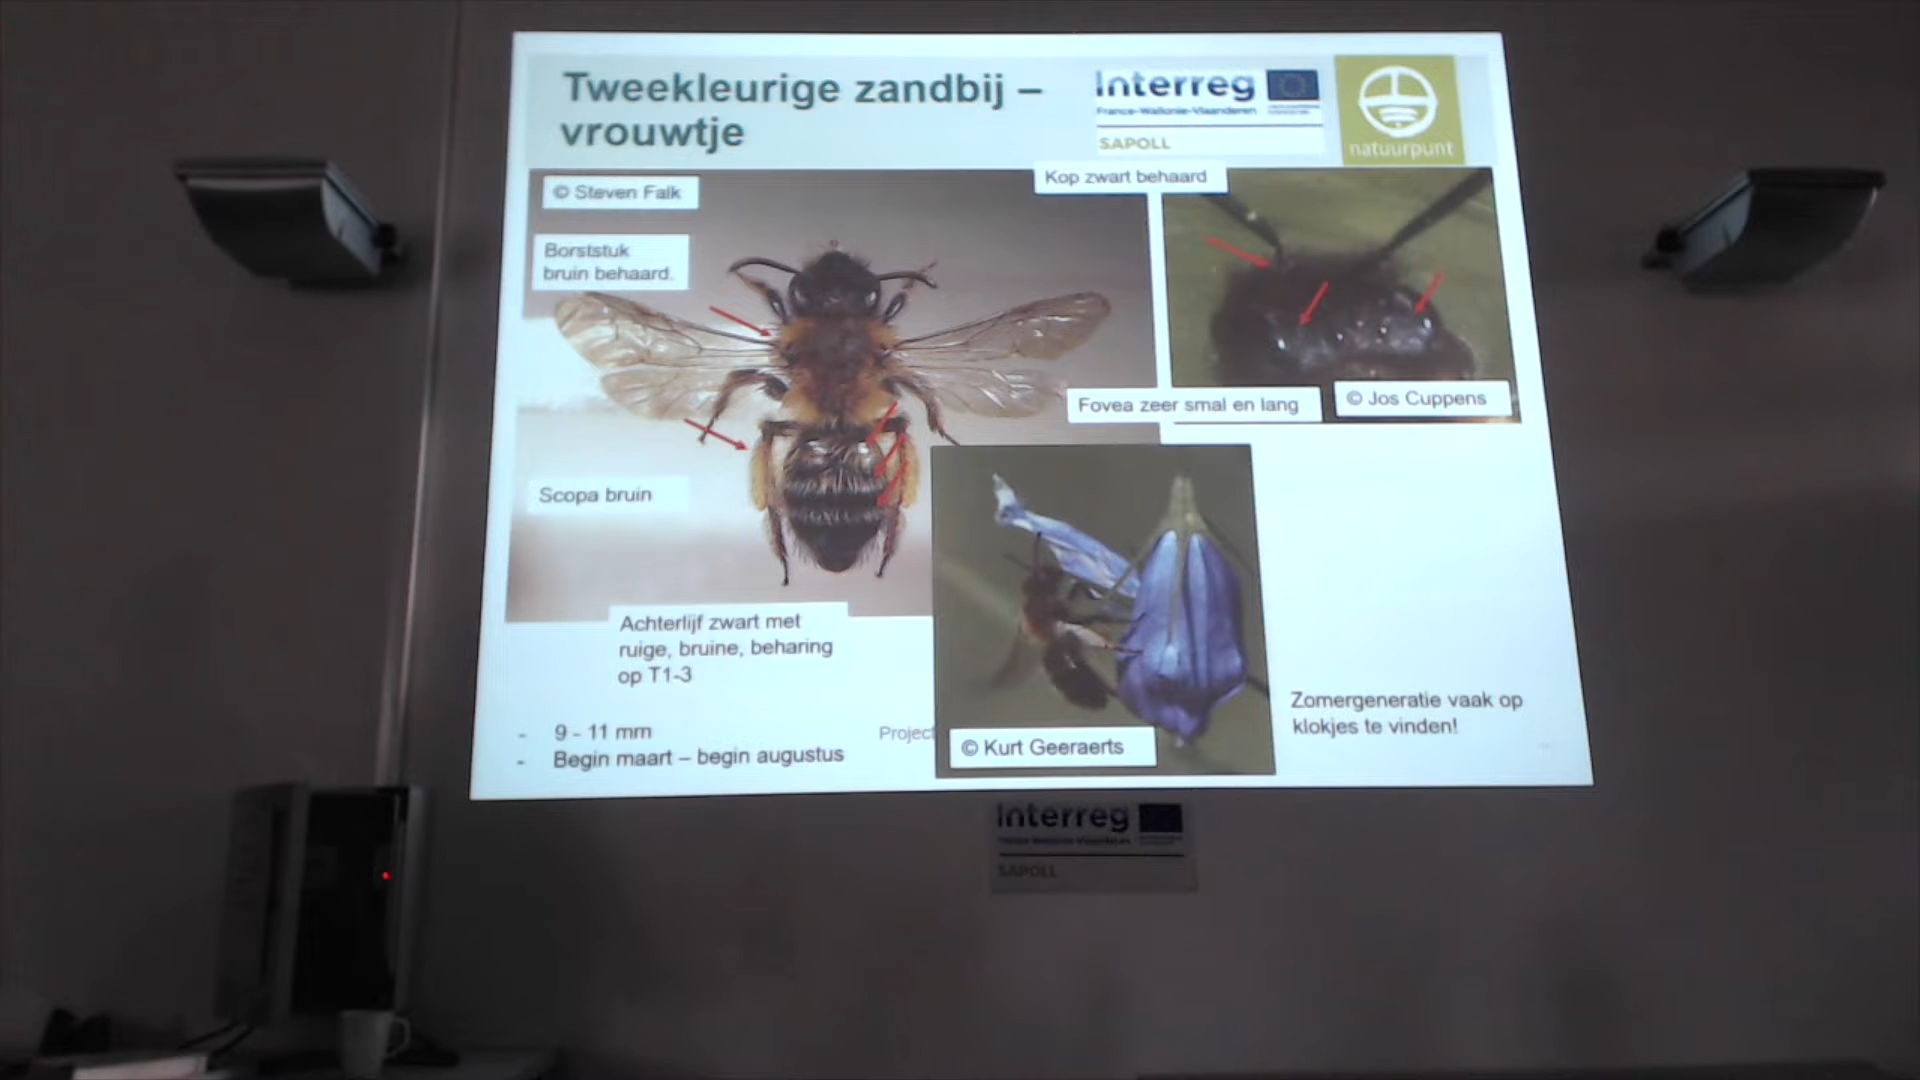 Tweekleurige zandbij –
vrouwtje
Interreg
France-Wallonie-Vlaanderen
SAPOLL
natuurpunt
© Steven Falk
Kop zwart behaard
Borststuk
bruin behaard.
Fovea zeer smal en lang
© Jos Cuppens
Scopa bruin
Achterlijf zwart met
ruige, bruine, beharing
op T1-3
- 9 - 11 mm
- Begin maart – begin augustus
Project
© Kurt Geeraerts
Zomergeneratie vaak op
klokjes te vinden!
Interreg
SAPOLL